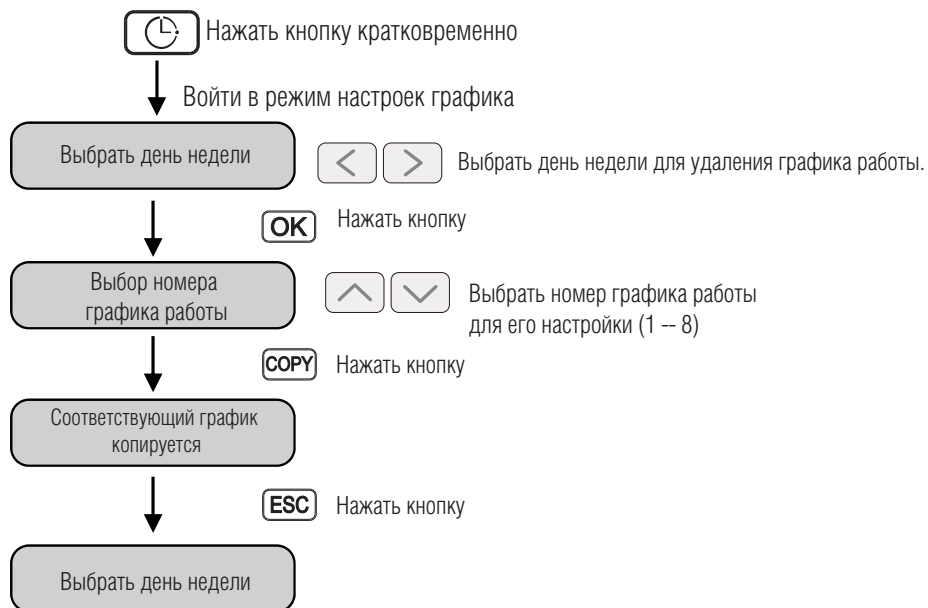 Нажать кнопку кратковременно
Войти в режим настроек графика
Выбрать день недели
Выбрать день недели для удаления графика работы.
OK
Нажать кнопку
Выбор номера
графика работы
Выбрать номер графика работы
для его настройки (1 -- 8)
COPY
Нажать кнопку
Соответствующий график
копируется
ESC
Нажать кнопку
Выбрать день недели